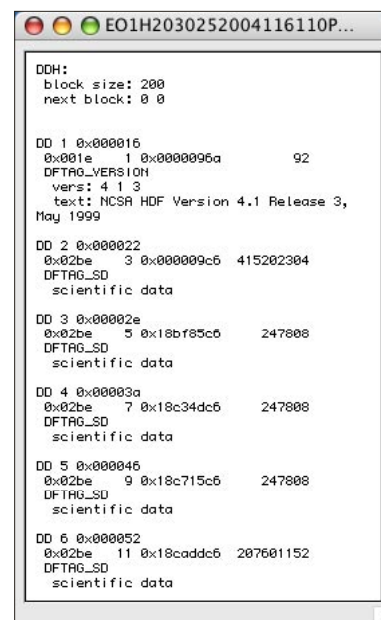 EO1H2030252004116110P...
DDH:
block size: 200
next block: 0 0
DD 1 0x000016
0x001e 1 0x0000096a 92
DFTAG_VERSION
vers: 4 1 3
text: NCSA HDF Version 4.1 Release 3,
May 1999
DD 2 0x000022
0x02be 3 0x000009c6 415202304
DFTAG_SD
scientific data
DD 3 0x00002e
0x02be 5 0x18bf85c6 247808
DFTAG_SD
scientific data
DD 4 0x00003a
0x02be 7 0x18c34dc6 247808
DFTAG_SD
scientific data
DD 5 0x000046
0x02be 9 0x18c715c6 247808
DFTAG_SD
scientific data
DD 6 0x000052
0x02be 11 0x18caddc6 207601152
DFTAG_SD
scientific data